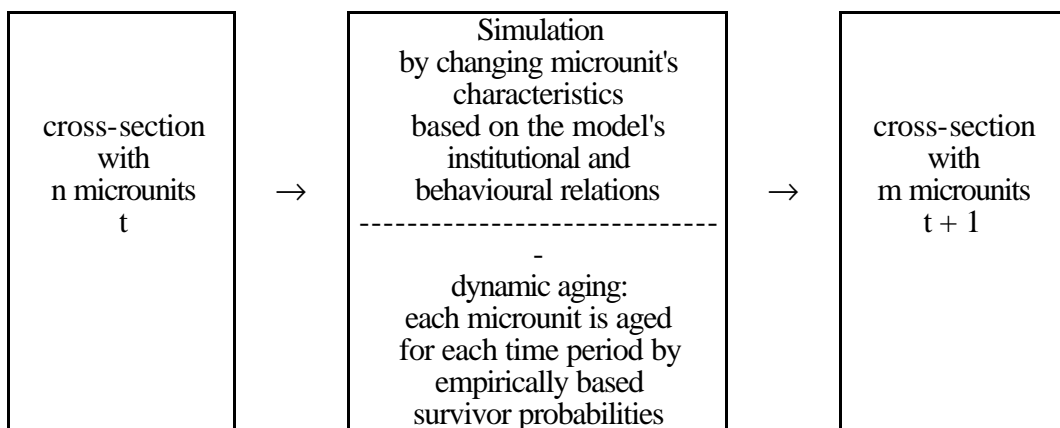 cross-section
with
n microunits
t
→
Simulation
by changing microunit's
characteristics
based on the model's
institutional and
behavioural relations
-------------------------------
-
dynamic aging:
each microunit is aged
for each time period by
empirically based
survivor probabilities
→
cross-section
with
m microunits
t + 1